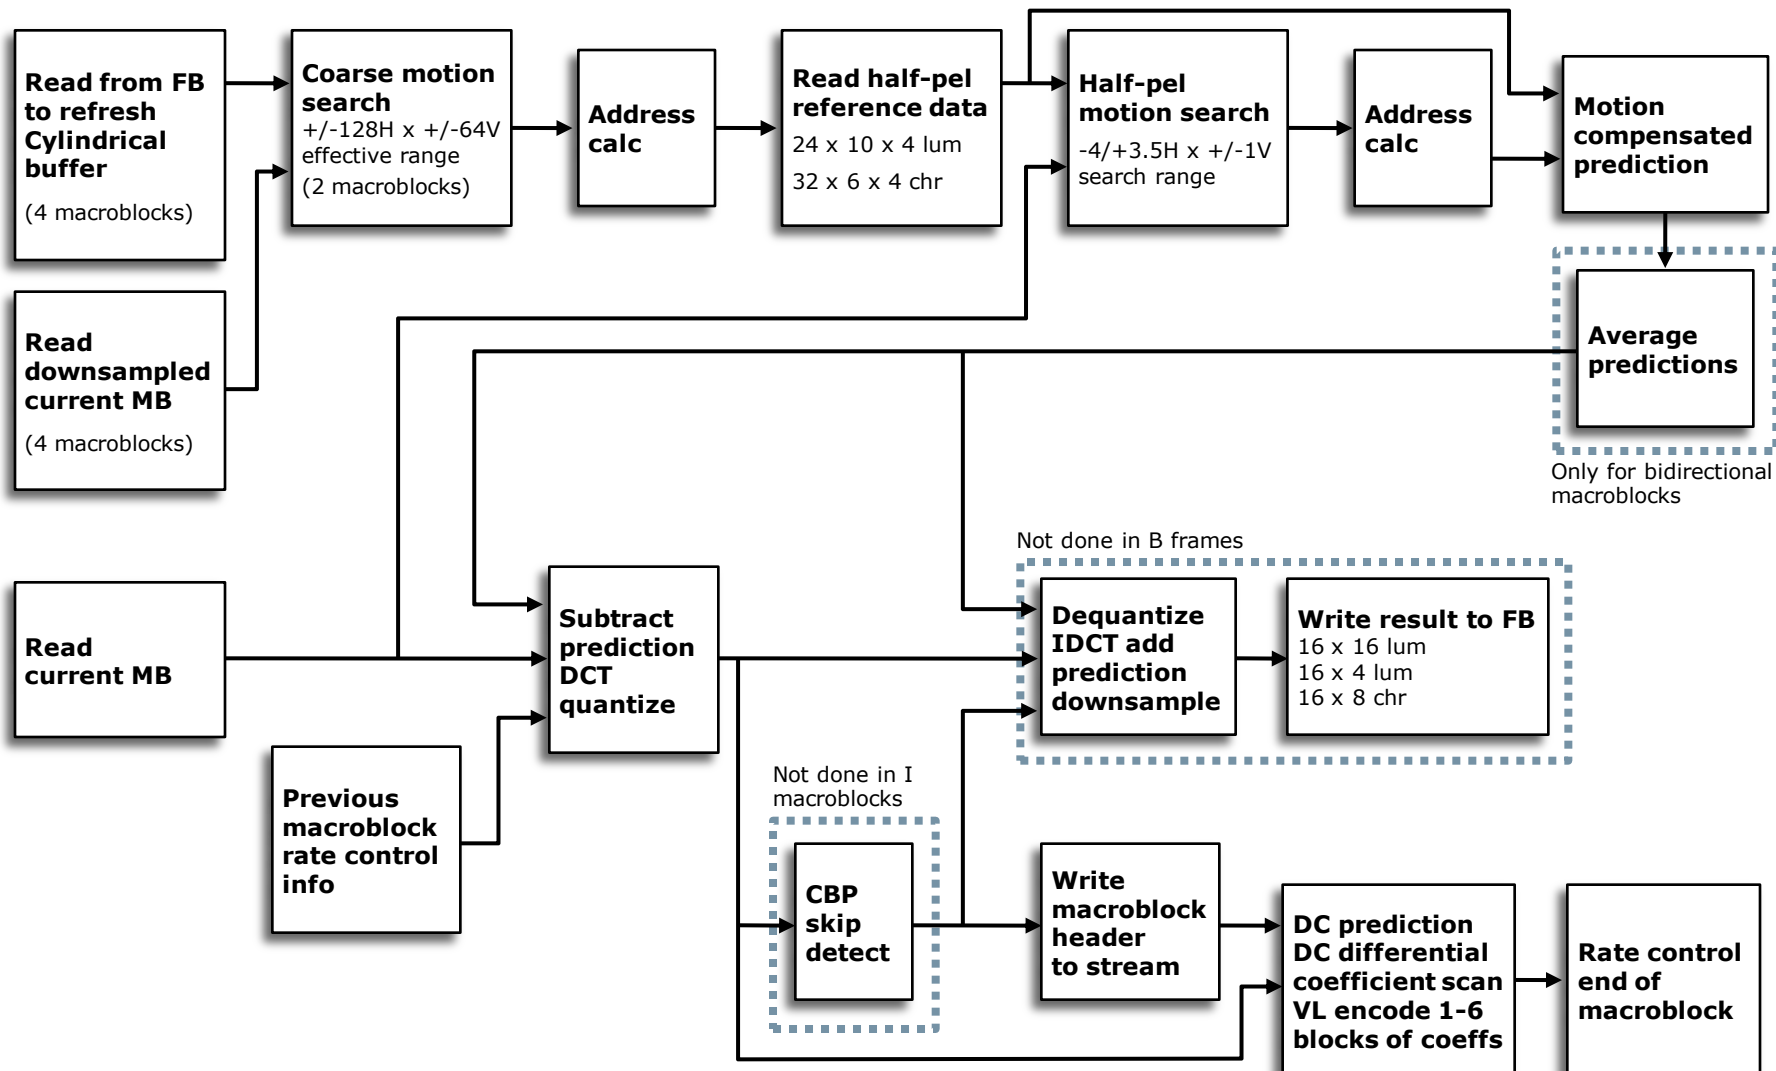 Read from FB
to refresh
Cylindrical
buffer
(4 macroblocks)
Coarse motion
search
+/-128H x +/-64V
effective range
(2 macroblocks)
Address
calc
Read half-pel
reference data
24 x 10 x 4 lum
32 x 6 x 4 chr
Half-pel
motion search
-4/+3.5H x +/-1V
search range
Address
calc
Motion
compensated
prediction
Read
downsampled
current MB
(4 macroblocks)
Average
predictions
Only for bidirectional
macroblocks
Not done in B frames
Read
current MB
Subtract
prediction
DCT
quantize
Dequantize
IDCT add
prediction
downsample
Write result to FB
16 x 16 lum
16 x 4 lum
16 x 8 chr
Previous
macroblock
rate control
info
Not done in I
macroblocks
CBP
skip
detect
Write
macroblock
header
to stream
DC prediction
DC differential
coefficient scan
VL encode 1-6
blocks of coeffs
Rate control
end of
macroblock